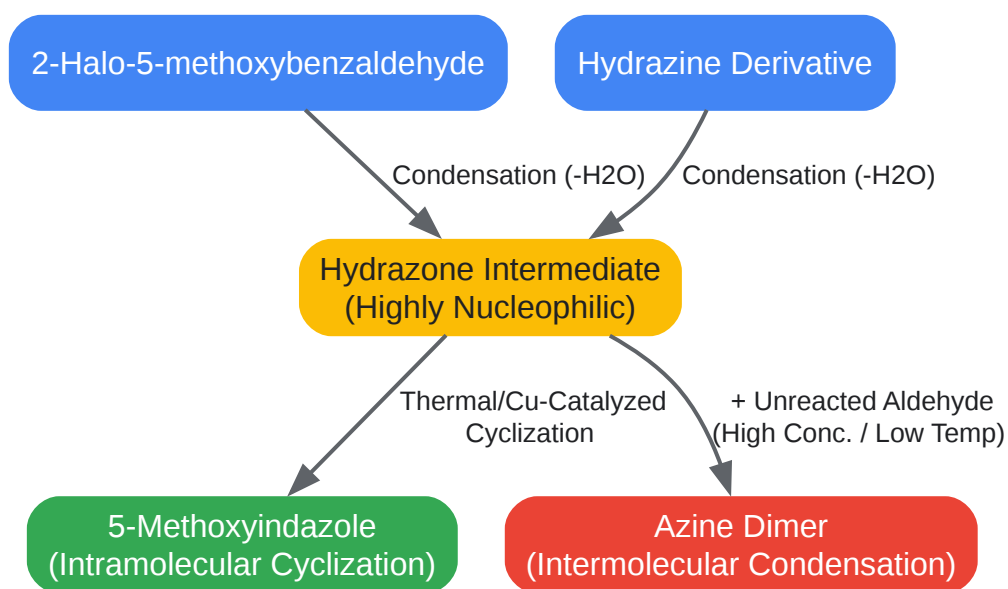 2-Halo-5-methoxybenzaldehyde
Hydrazine Derivative
Condensation (-H2O)
Condensation (-H2O)
Hydrazone Intermediate
(Highly Nucleophilic)
Thermal/Cu-Catalyzed
Cyclization
+ Unreacted Aldehyde
(High Conc. / Low Temp)
5-Methoxyindazole
(Intramolecular Cyclization)
Azine Dimer
(Intermolecular Condensation)